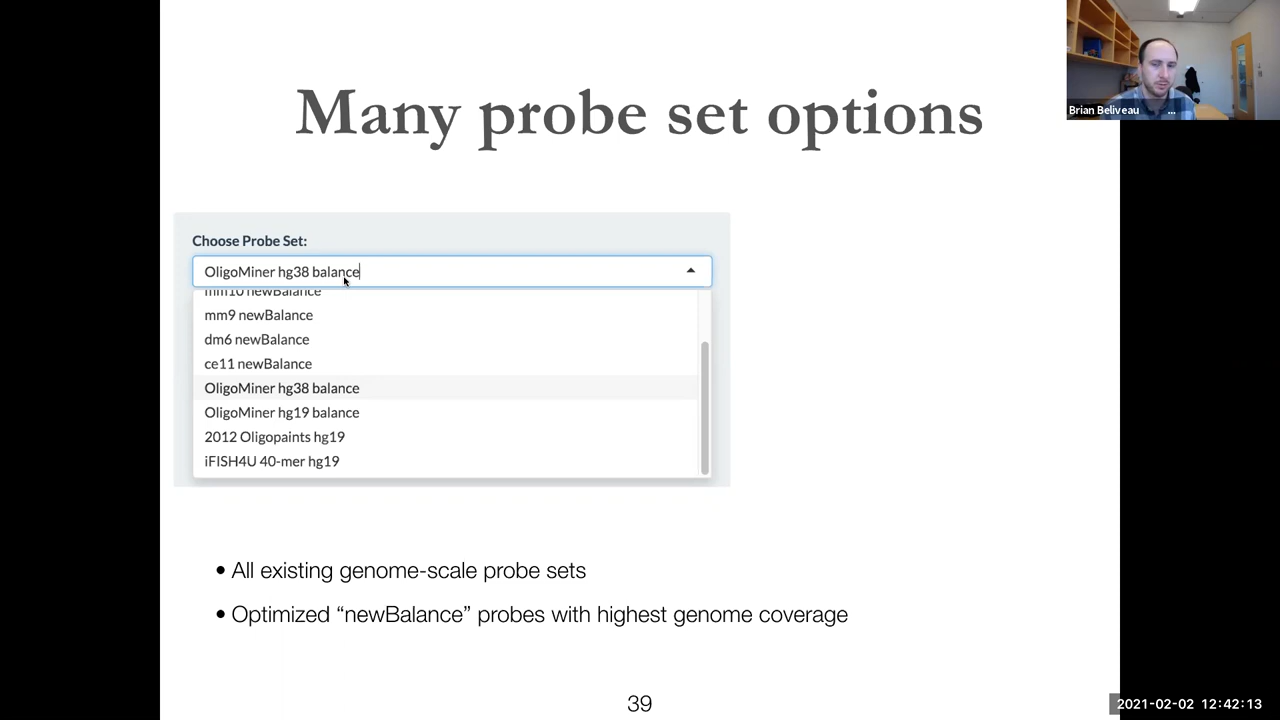 Brian Beliveau
...
Many probe set options
Choose Probe Set:
OligoMiner hg38 balance
mm10 newBalance
mm9 newBalance
dm6 newBalance
ce11 newBalance
OligoMiner hg38 balance
OligoMiner hg19 balance
2012 Oligopaints hg19
iFISH4U 40-mer hg19
• All existing genome-scale probe sets
• Optimized “newBalance” probes with highest genome coverage
39
2021-02-02 12:42:13